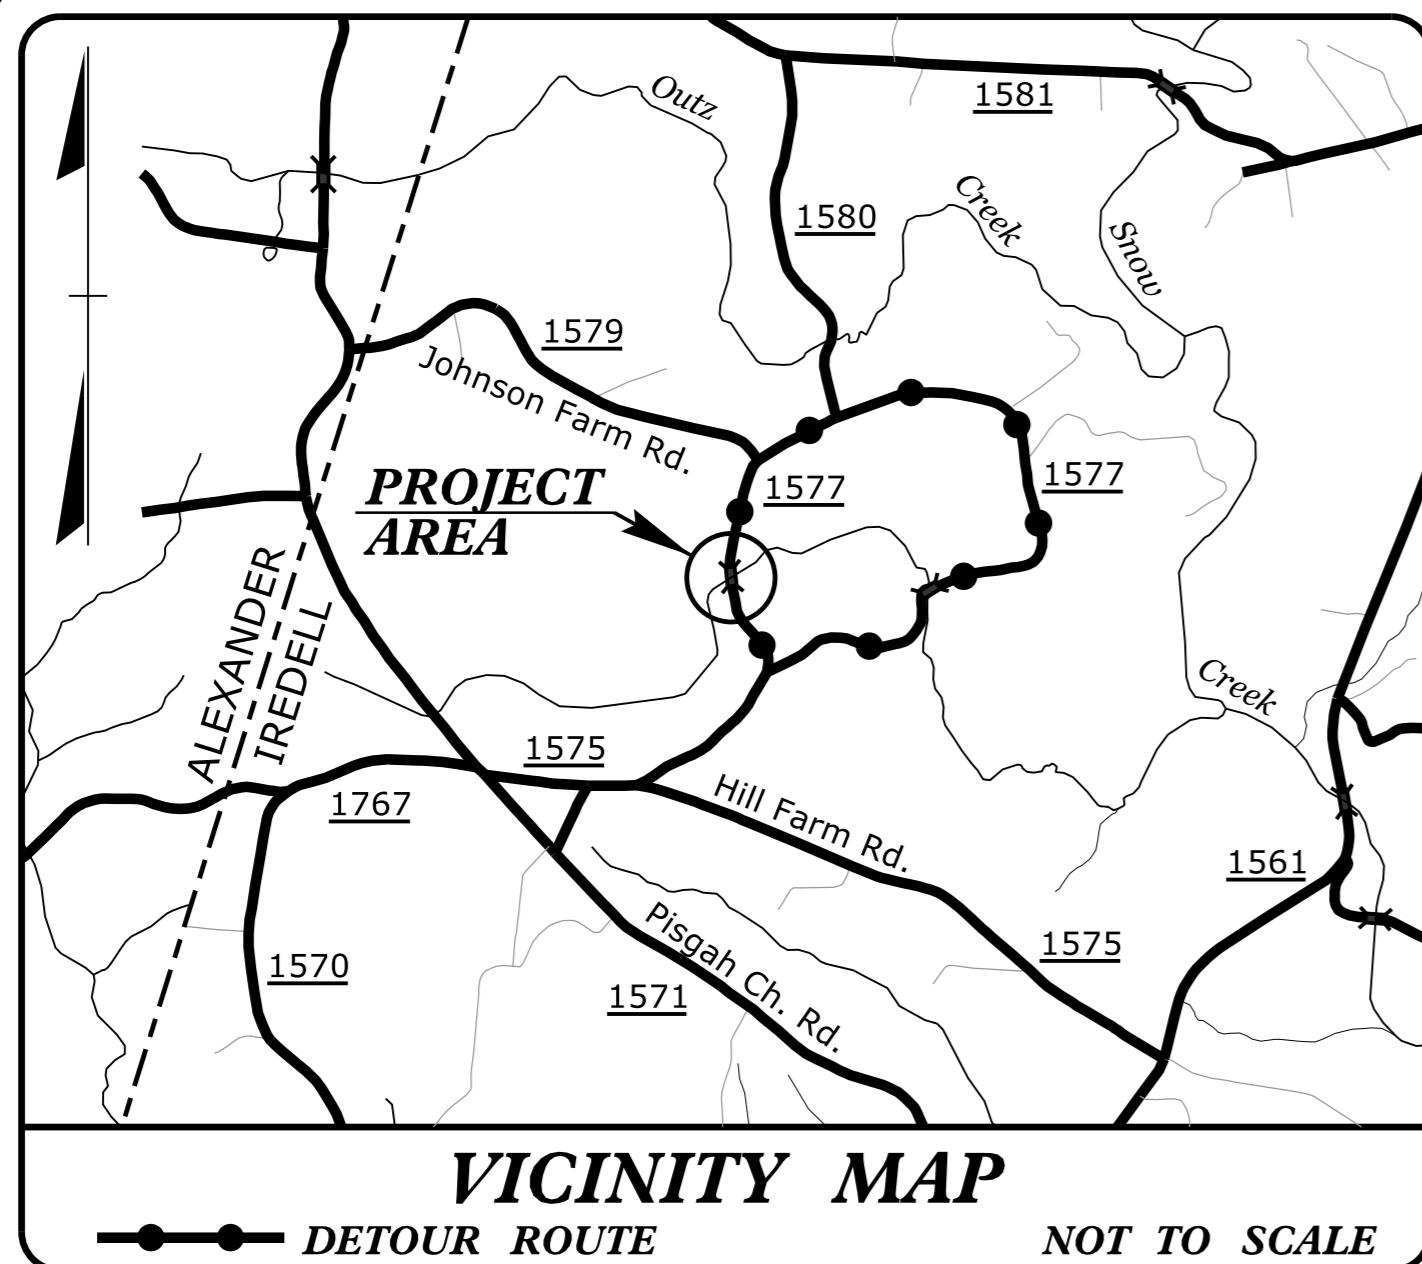 Outz
1581
Creek
1580
Snow
1579
Johnson Farm Rd.
PROJECT
AREA
1577
1577
ALEXANDER
IREDELL
Creek
1575
1767
Hill Farm Rd.
1561
Pisgah Ch. Rd.
1575
1570
1571
VICINITY MAP
DETOUR ROUTE
NOT TO SCALE